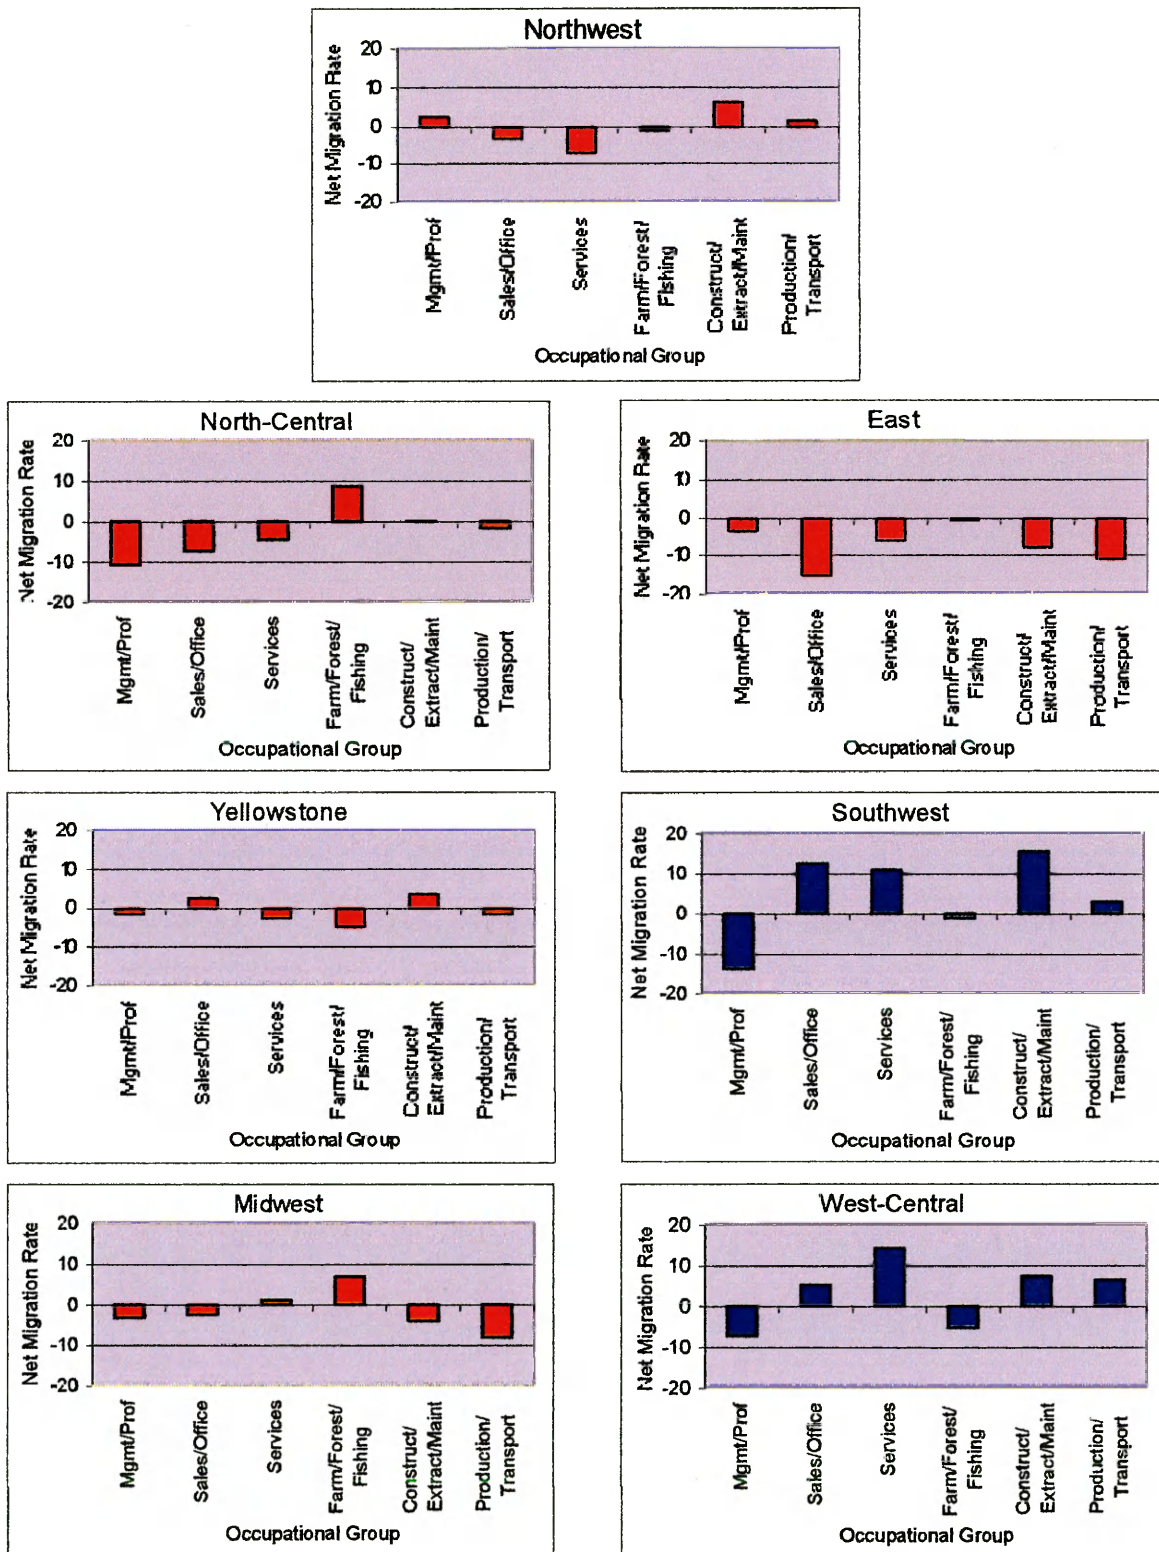 Northwest
Net Migration Rate
20
10
0
-10
-20
Mgmt/Prof
Sales/Office
Services
Farm/Forest/
Fishing
Construct/
Extract/Maint
Production/
Transport
Occupational Group
North-Central
Net Migration Rate
20
10
0
-10
-20
Mgmt/Prof
Sales/Office
Services
Farm/Forest/
Fishing
Construct/
Extract/Maint
Production/
Transport
Occupational Group
East
Net Migration Rate
20
10
0
-10
-20
Mgmt/Prof
Sales/Office
Services
Farm/Forest/
Fishing
Construct/
Extract/Maint
Production/
Transport
Occupational Group
Yellowstone
Net Migration Rate
20
10
0
-10
-20
Mgmt/Prof
Sales/Office
Services
Farm/Forest/
Fishing
Construct/
Extract/Maint
Production/
Transport
Occupational Group
Southwest
Net Migration Rate
20
10
0
-10
-20
Mgmt/Prof
Sales/Office
Services
Farm/Forest/
Fishing
Construct/
Extract/Maint
Production/
Transport
Occupational Group
Midwest
Net Migration Rate
20
10
0
-10
-20
Mgmt/Prof
Sales/Office
Services
Farm/Forest/
Fishing
Construct/
Extract/Maint
Production/
Transport
Occupational Group
West-Central
Net Migration Rate
20
10
0
-10
-20
Mgmt/Prof
Sales/Office
Services
Farm/Forest/
Fishing
Construct/
Extract/Maint
Production/
Transport
Occupational Group